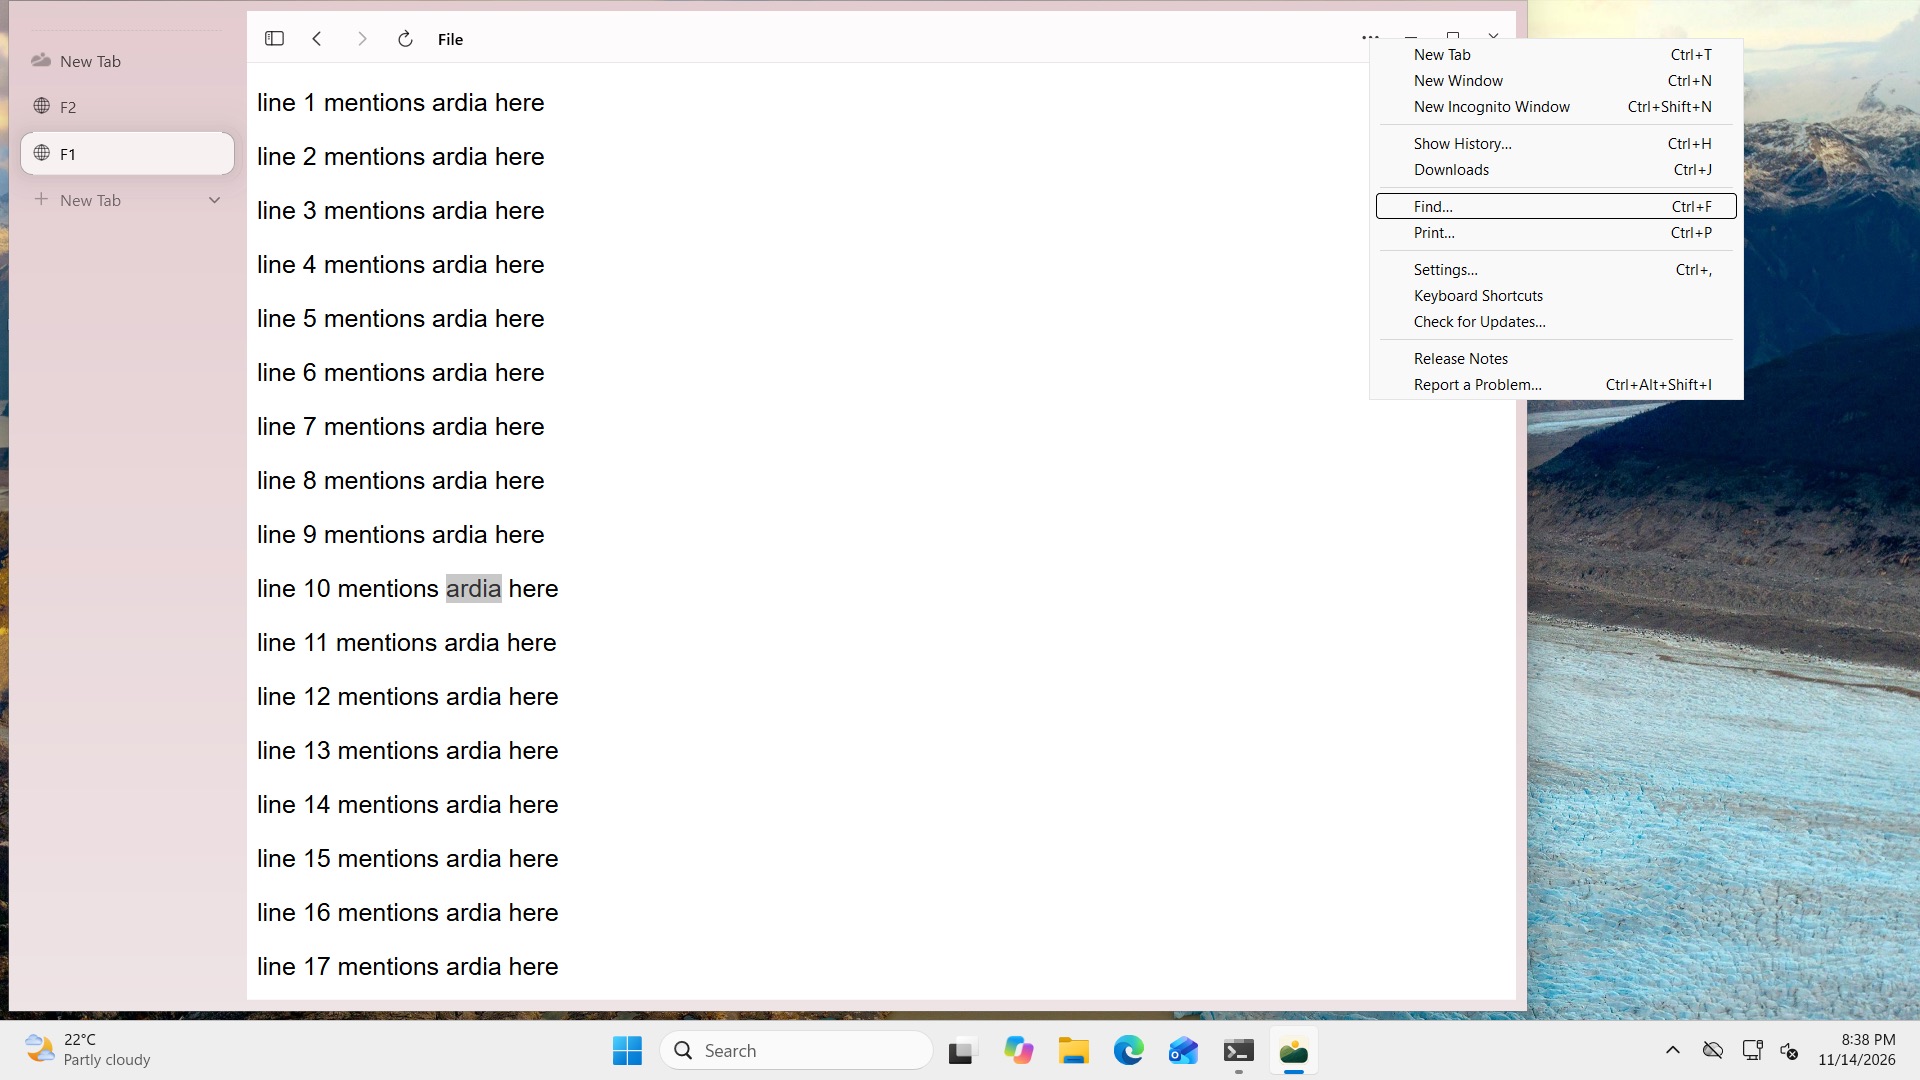 New Tab
F2
F1
New Tab
File
line 1 mentions ardia here
line 2 mentions ardia here
line 3 mentions ardia here
line 4 mentions ardia here
line 5 mentions ardia here
line 6 mentions ardia here
line 7 mentions ardia here
line 8 mentions ardia here
line 9 mentions ardia here
line 10 mentions ardia here
line 11 mentions ardia here
line 12 mentions ardia here
line 13 mentions ardia here
line 14 mentions ardia here
line 15 mentions ardia here
line 16 mentions ardia here
line 17 mentions ardia here
New Tab Ctrl+T
New Window Ctrl+N
New Incognito Window Ctrl+Shift+N
Show History... Ctrl+H
Downloads Ctrl+J
Find... Ctrl+F
Print... Ctrl+P
Settings... Ctrl+,
Keyboard Shortcuts
Check for Updates...
Release Notes
Report a Problem... Ctrl+Alt+Shift+I
22°C
Partly cloudy
Search
8:38 PM
11/14/2026